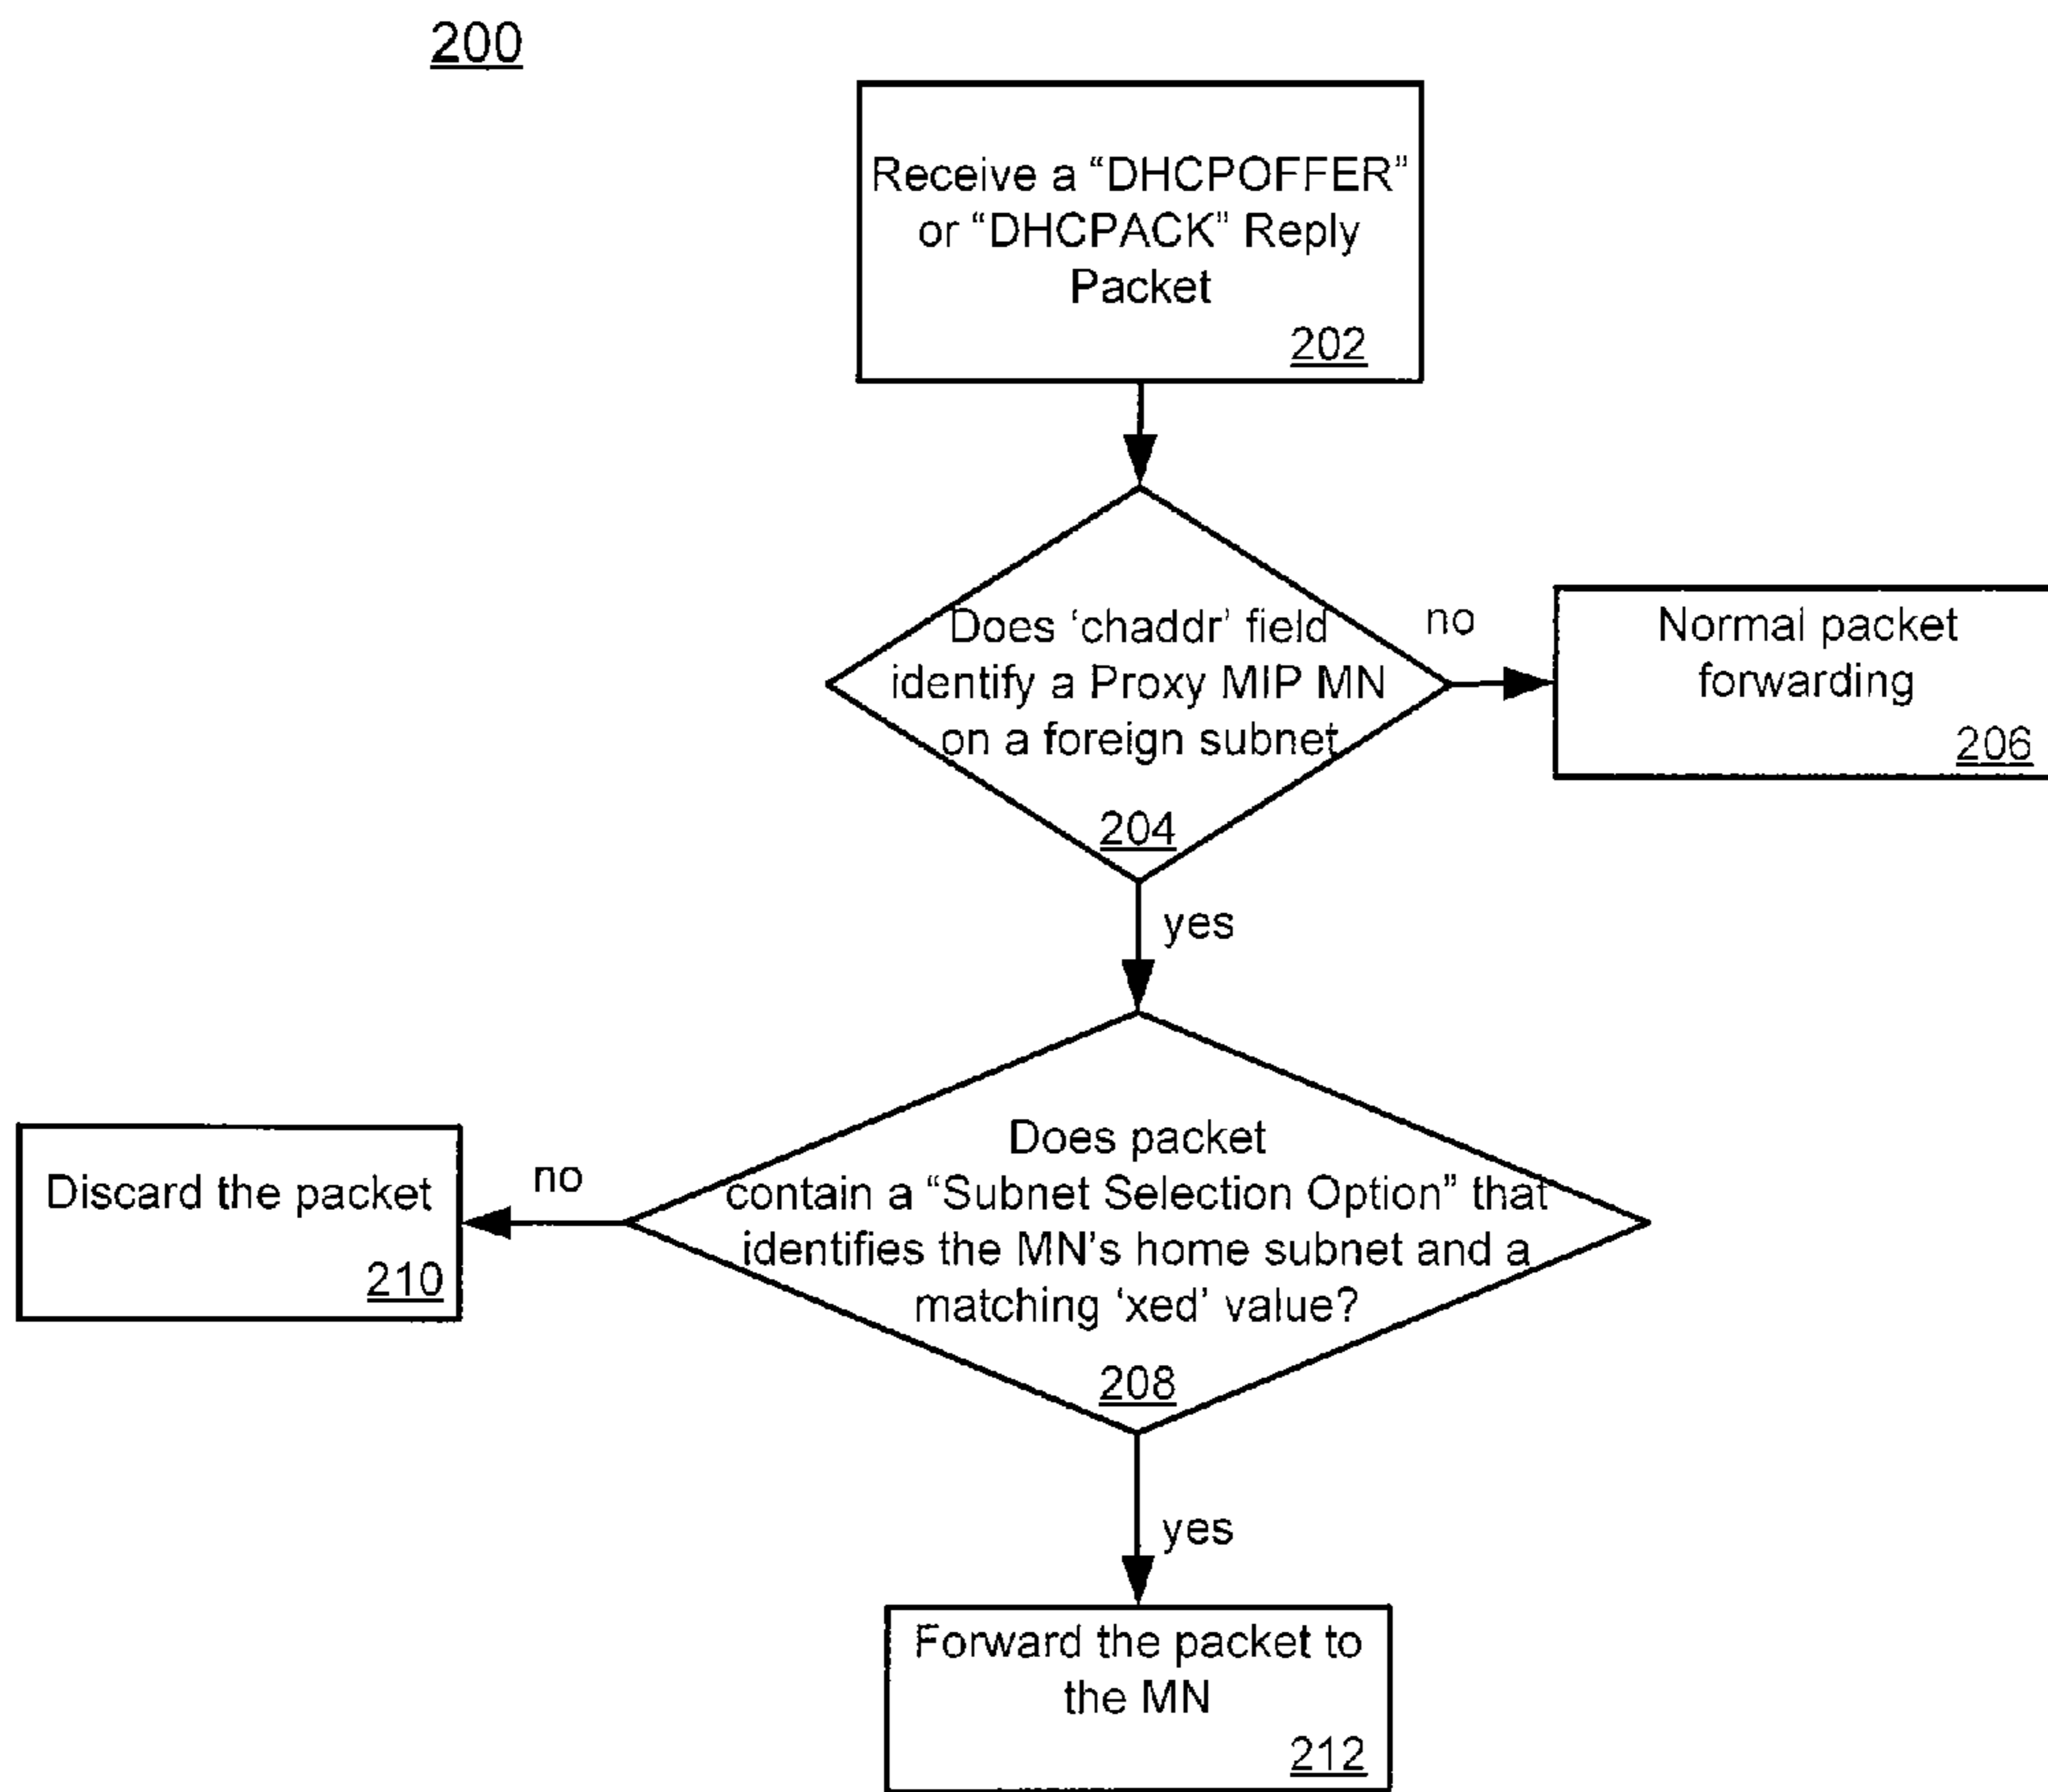 200
Receive a “DHCPOFFER”
or “DHCPACK” Reply
Packet
202
Does ‘chaddr’ field
identify a Proxy MIP MN
on a foreign subnet
204
no
Normal packet
forwarding
206
yes
Does packet
contain a “Subnet Selection Option” that
identifies the MN’s home subnet and a
matching ‘xed’ value?
208
no
Discard the packet
210
yes
Forward the packet to
the MN
212